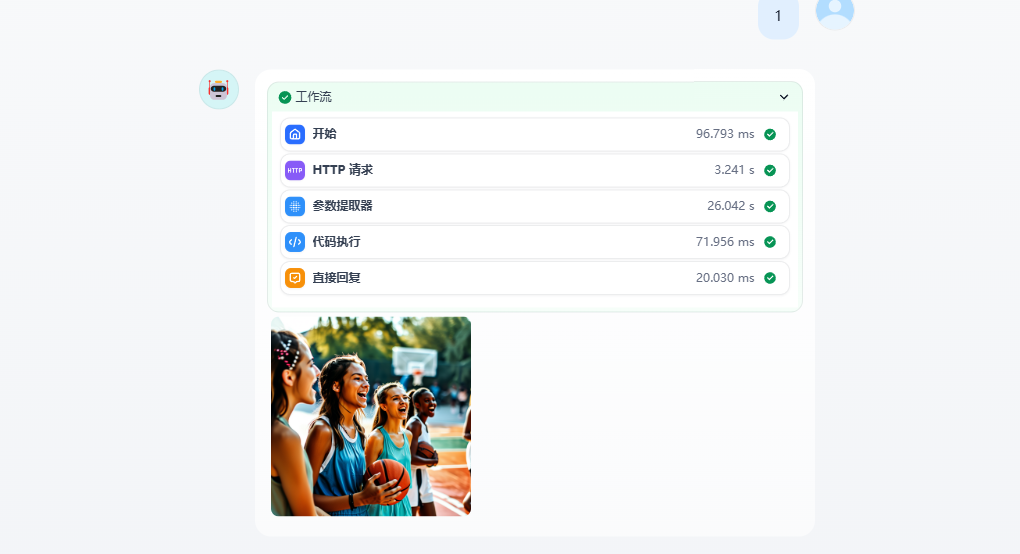 1
工作流
开始 96.793 ms
HTTP HTTP 请求 3.241 s
参数提取器 26.042 s
代码执行 71.956 ms
直接回复 20.030 ms